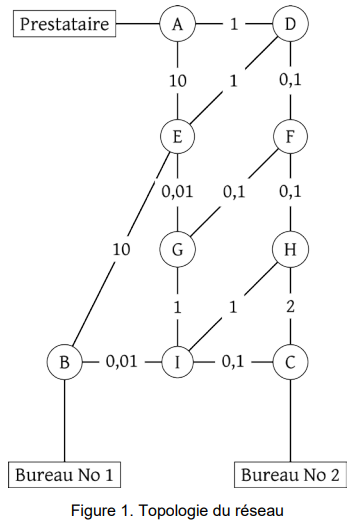 Prestataire A 1 D
10 1 0,1
E F
0,01 0,1 0,1
10 G H
1 1 2
B 0,01 I 0,1 C
Bureau No 1 Bureau No 2
Figure 1. Topologie du réseau